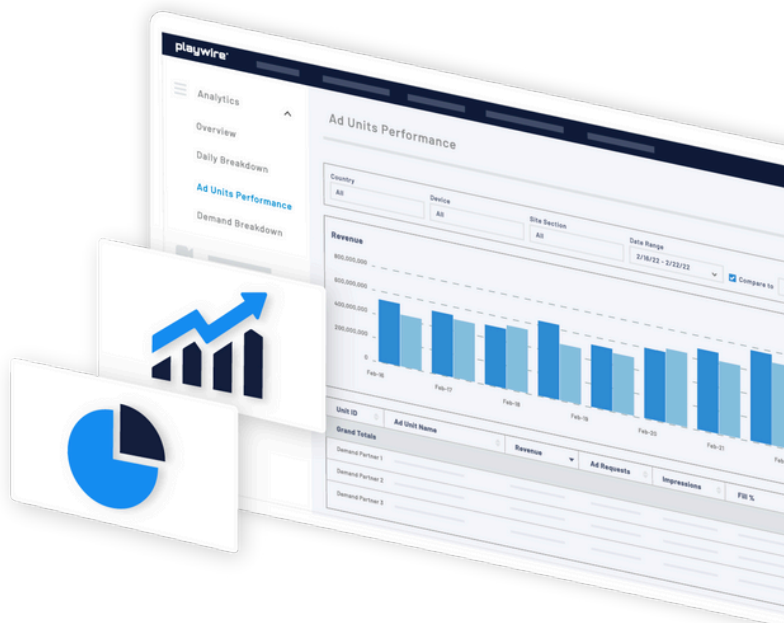 playwire
Analytics
Overview
Daily Breakdown
Ad Units Performance
Demand Breakdown
Ad Units Performance
Country
All
Device
All
Site Section
All
Date Range
2/16/22 - 2/22/22
Compare to
Revenue
800,000,000
600,000,000
400,000,000
200,000,000
0
Feb-16
Feb-17
Feb-18
Feb-19
Feb-20
Feb-21
Feb
Unit ID
Ad Unit Name
Revenue
Ad Requests
Impressions
Fill %
Grand Totals
Demand Partner 1
Demand Partner 2
Demand Partner 3